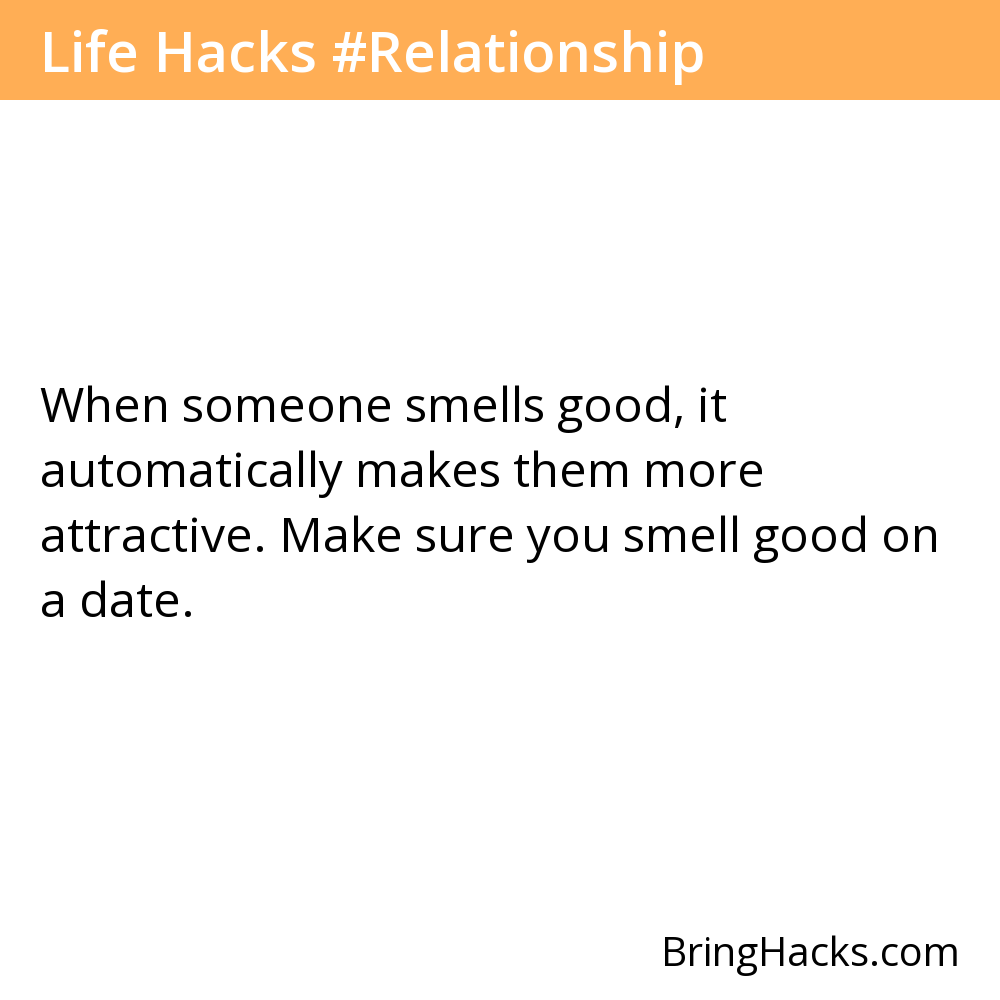 Life Hacks #Relationship
When someone smells good, it
automatically makes them more
attractive. Make sure you smell good on
a date.
BringHacks.com